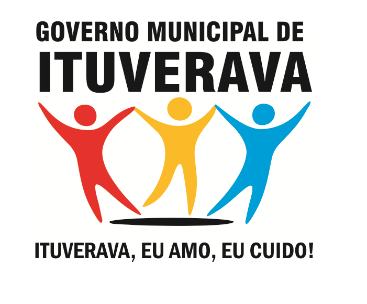 GOVERNO MUNICIPAL DE
ITUVERAVA
ITUVERAVA, EU AMO, EU CUIDO!